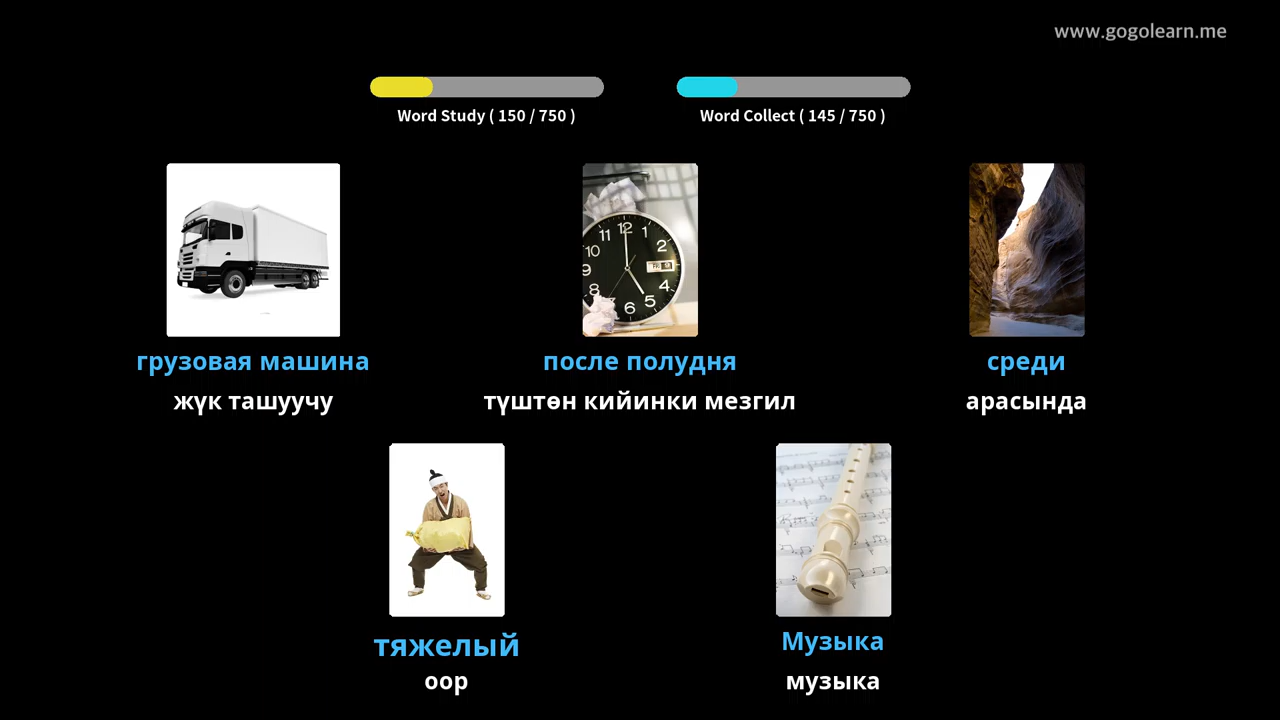 www.gogolearn.me
Word Study ( 150 / 750 )
Word Collect ( 145 / 750 )
грузовая машина
жүк ташуучу
после полудня
түштөн кийинки мезгил
среди
арасында
тяжелый
оор
Музыка
музыка